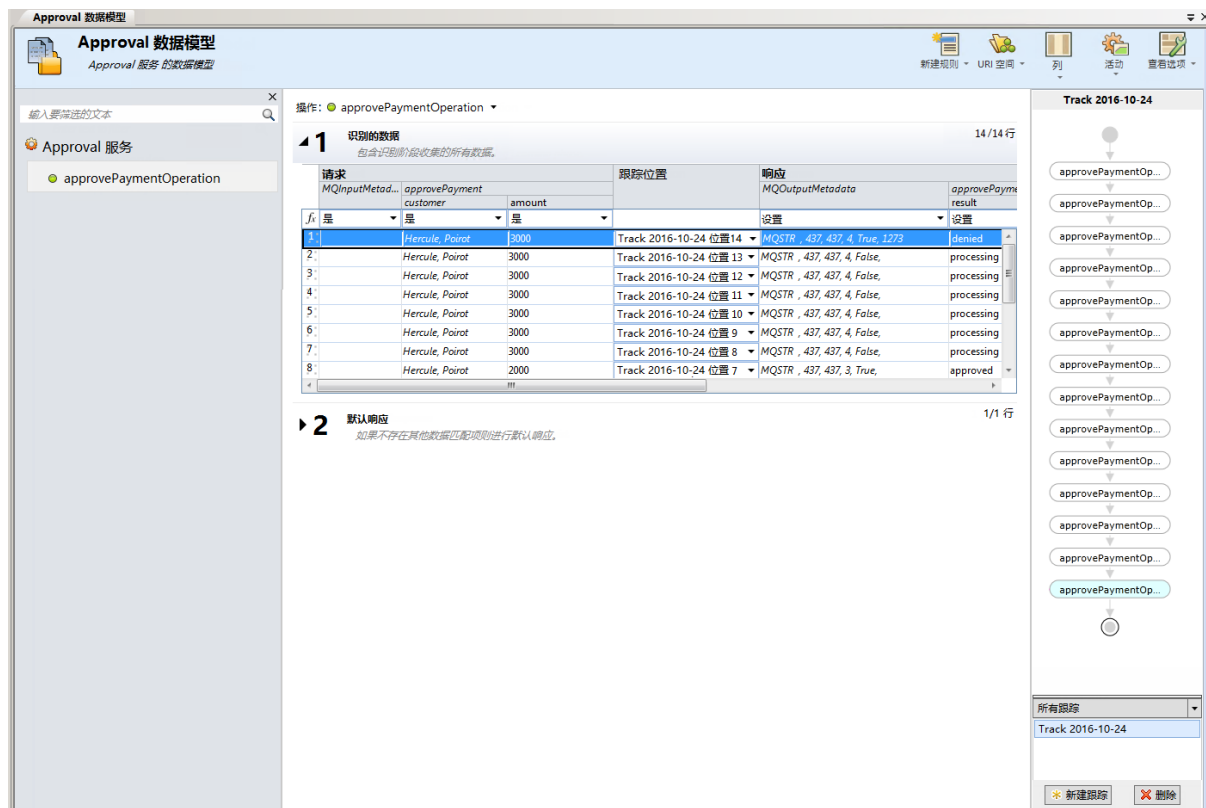 Approval 数据模型
Approval 数据模型
Approval 服务 的数据模型
新建规则
URI 空间
列
活动
查看选项
输入要筛选的文本
Approval 服务
approvePaymentOperation
操作: approvePaymentOperation
1 识别的数据 14/14 行
包含识别阶段收集的所有数据。
请求 跟踪位置 响应
MQInputMetad... approvePayment MQOutputMetadata approvePayme
customer amount result
fx 是 是 是 设置 设置
1 Hercule, Poirot 3000 Track 2016-10-24 位置14 MQSTR , 437, 437, 4, True, 1273 denied
2 Hercule, Poirot 3000 Track 2016-10-24 位置 13 MQSTR , 437, 437, 4, False, processing
3 Hercule, Poirot 3000 Track 2016-10-24 位置 12 MQSTR , 437, 437, 4, False, processing
4 Hercule, Poirot 3000 Track 2016-10-24 位置 11 MQSTR , 437, 437, 4, False, processing
5 Hercule, Poirot 3000 Track 2016-10-24 位置 10 MQSTR , 437, 437, 4, False, processing
6 Hercule, Poirot 3000 Track 2016-10-24 位置 9 MQSTR , 437, 437, 4, False, processing
7 Hercule, Poirot 3000 Track 2016-10-24 位置 8 MQSTR , 437, 437, 4, False, processing
8 Hercule, Poirot 2000 Track 2016-10-24 位置 7 MQSTR , 437, 437, 3, True, approved
2 默认响应 1/1 行
如果不存在其他数据匹配项则进行默认响应。
Track 2016-10-24
approvePaymentOp...
approvePaymentOp...
approvePaymentOp...
approvePaymentOp...
approvePaymentOp...
approvePaymentOp...
approvePaymentOp...
approvePaymentOp...
approvePaymentOp...
approvePaymentOp...
approvePaymentOp...
approvePaymentOp...
approvePaymentOp...
approvePaymentOp...
所有跟踪
Track 2016-10-24
新建跟踪
删除